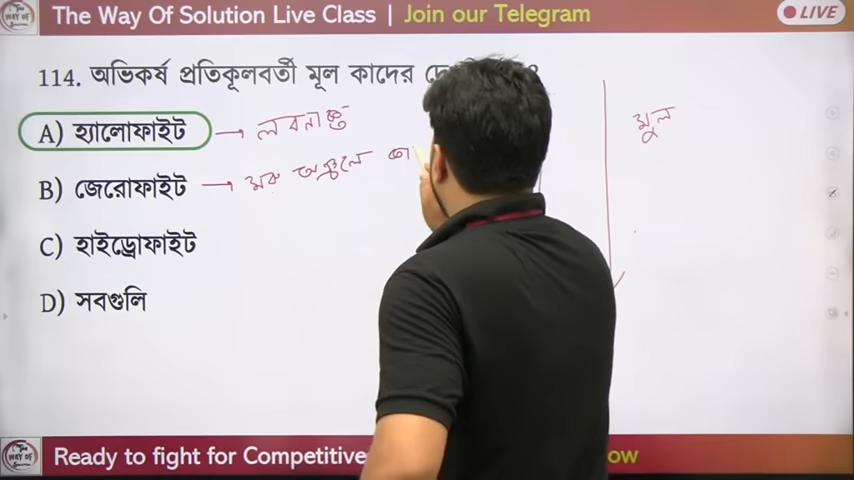 The Way Of Solution Live Class | Join our Telegram
LIVE
114. অভিকর্ষ প্রতিকূলবর্তী মূল কাদের
A) হ্যালোফাইট → লবনাক্ত
মূল
B) জেরোফাইট → মরু অঞ্চলে
C) হাইড্রোফাইট
D) সবগুলি
Ready to fight for Competitive